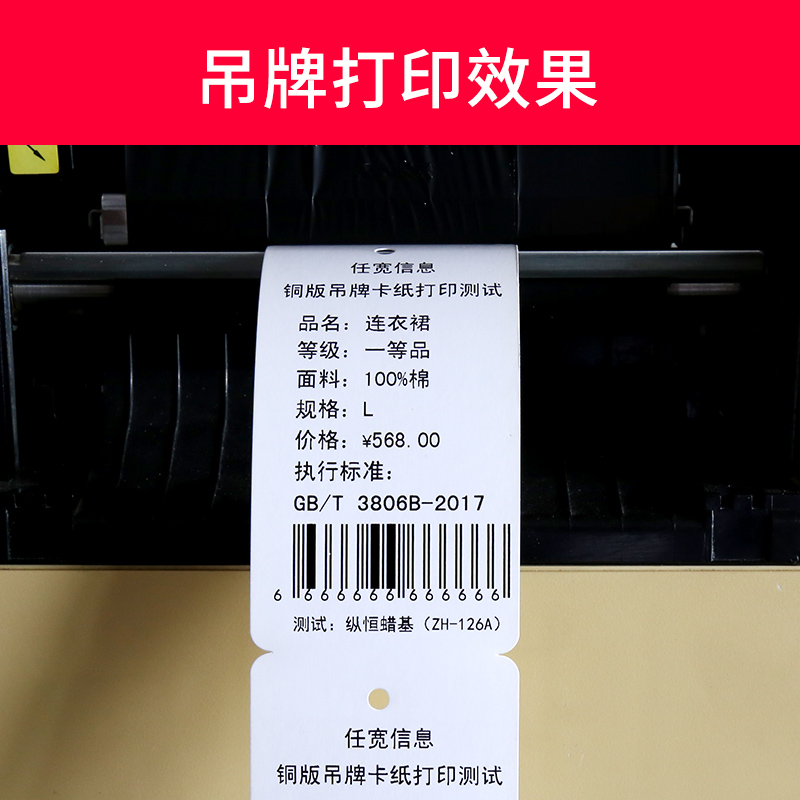 吊牌打印效果
任宽信息
铜版吊牌卡纸打印测试
品名：连衣裙
等级：一等品
面料：100%棉
规格：L
价格：¥568.00
执行标准：
GB/T 3806B-2017
6 666666 666666
测试：纵恒蜡基（ZH-126A）
任宽信息
铜版吊牌卡纸打印测试